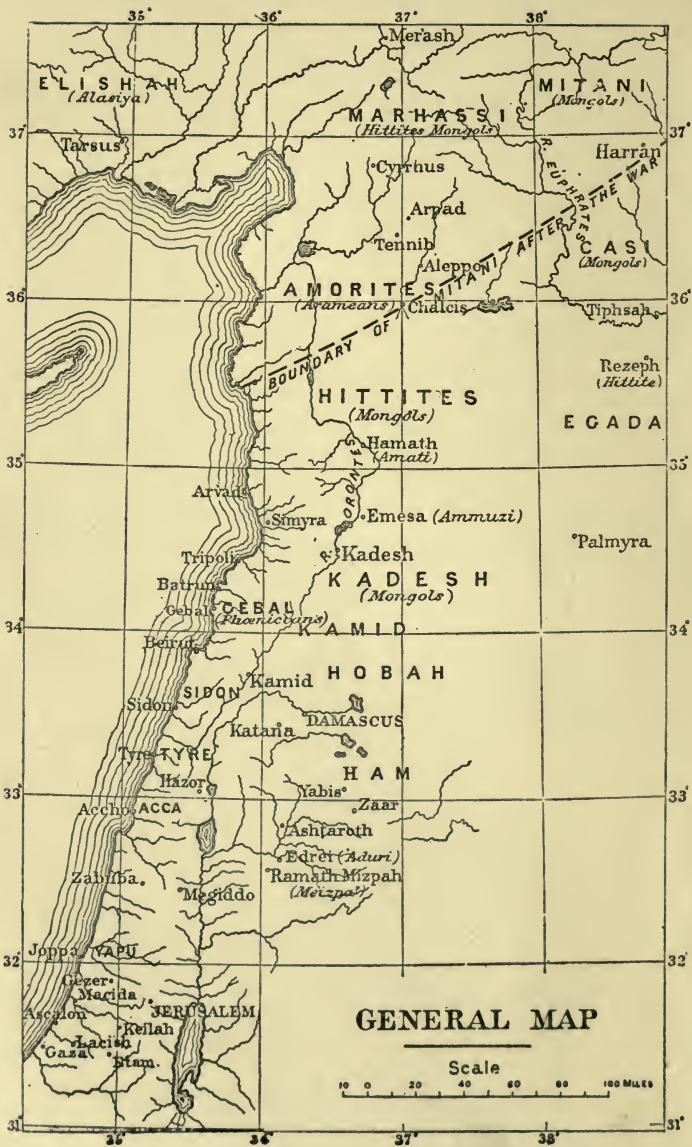 35° 36° 37° 38°
Merash
ELISHAH
(Alasiya)
MITANI
(Mongols)
MARHASSI
(Hittites Mongols)
37° 37°
Tarsus
Harrān
R. EUPHRATES
Cyrrhus
Arpad
Tennib
Aleppo
CASI
(Mongols)
BOUNDARY OF MITANI AFTER THE WAR
AMORITES
(Arameans)
Chalcis
36° 36°
Tiphsah
Rezeph
(Hittite)
HITTITES
(Mongols)
EGADA
Hamath
(Amati)
35° 35°
R. ORONTES
Arvad
Simyra
Emesa (Ammuzi)
Palmyra
Tripoli
Kadesh
Batrun
KADESH
(Mongols)
Gebal
GEBAL
(Phœnicians)
34° 34°
KAMID
Beirut
HOBAH
Kamid
SIDON
Sidon
DAMASCUS
Katana
Tyre
TYRE
HAM
Hazor
Yabis
33° 33°
Accho
ACCA
Zaar
Ashtaroth
Edrei (Aduri)
Ramath Mizpah
(Meizpa)
Zabuba
Megiddo
Joppa
YAPU
32° 32°
Gezer
Macida
Ascalon
JERUSALEM
Keilah
Lacish
Gaza
Etam.
GENERAL MAP
Scale
10 0 20 40 60 80 100 MILES
31° 31°
35° 36° 37° 38°